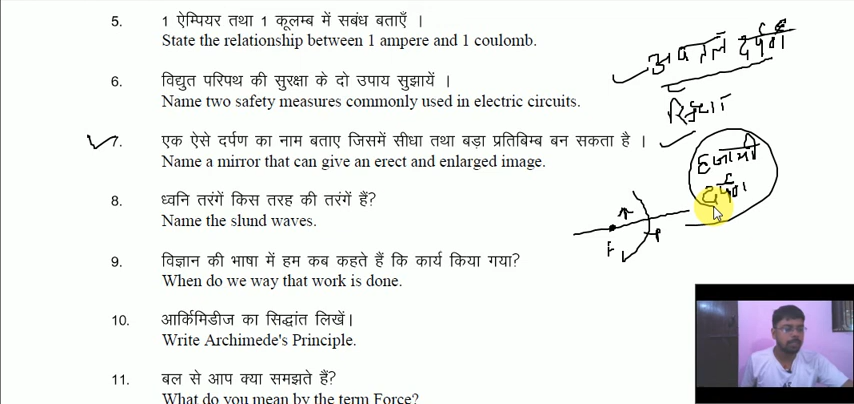 5. 1 ऐम्पियर तथा 1 कूलम्ब में सबंध बताएँ ।
State the relationship between 1 ampere and 1 coulomb.
6. विद्युत परिपथ की सुरक्षा के दो उपाय सुझायें ।
Name two safety measures commonly used in electric circuits.
7. एक ऐसे दर्पण का नाम बताए जिसमें सीधा तथा बड़ा प्रतिबिम्ब बन सकता है ।
Name a mirror that can give an erect and enlarged image.
8. ध्वनि तरंगें किस तरह की तरंगें हैं?
Name the slund waves.
9. विज्ञान की भाषा में हम कब कहते हैं कि कार्य किया गया?
When do we way that work is done.
10. आर्किमिडीज का सिद्धांत लिखें।
Write Archimede's Principle.
11. बल से आप क्या समझते हैं?
What do you mean by the term Force?
अवतल दर्पण
हजामती
दर्पण
F
P